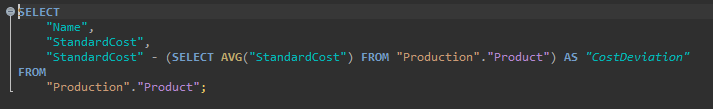 SELECT
    "Name",
    "StandardCost",
    "StandardCost" - (SELECT AVG("StandardCost") FROM "Production"."Product") AS "CostDeviation"
FROM
    "Production"."Product";